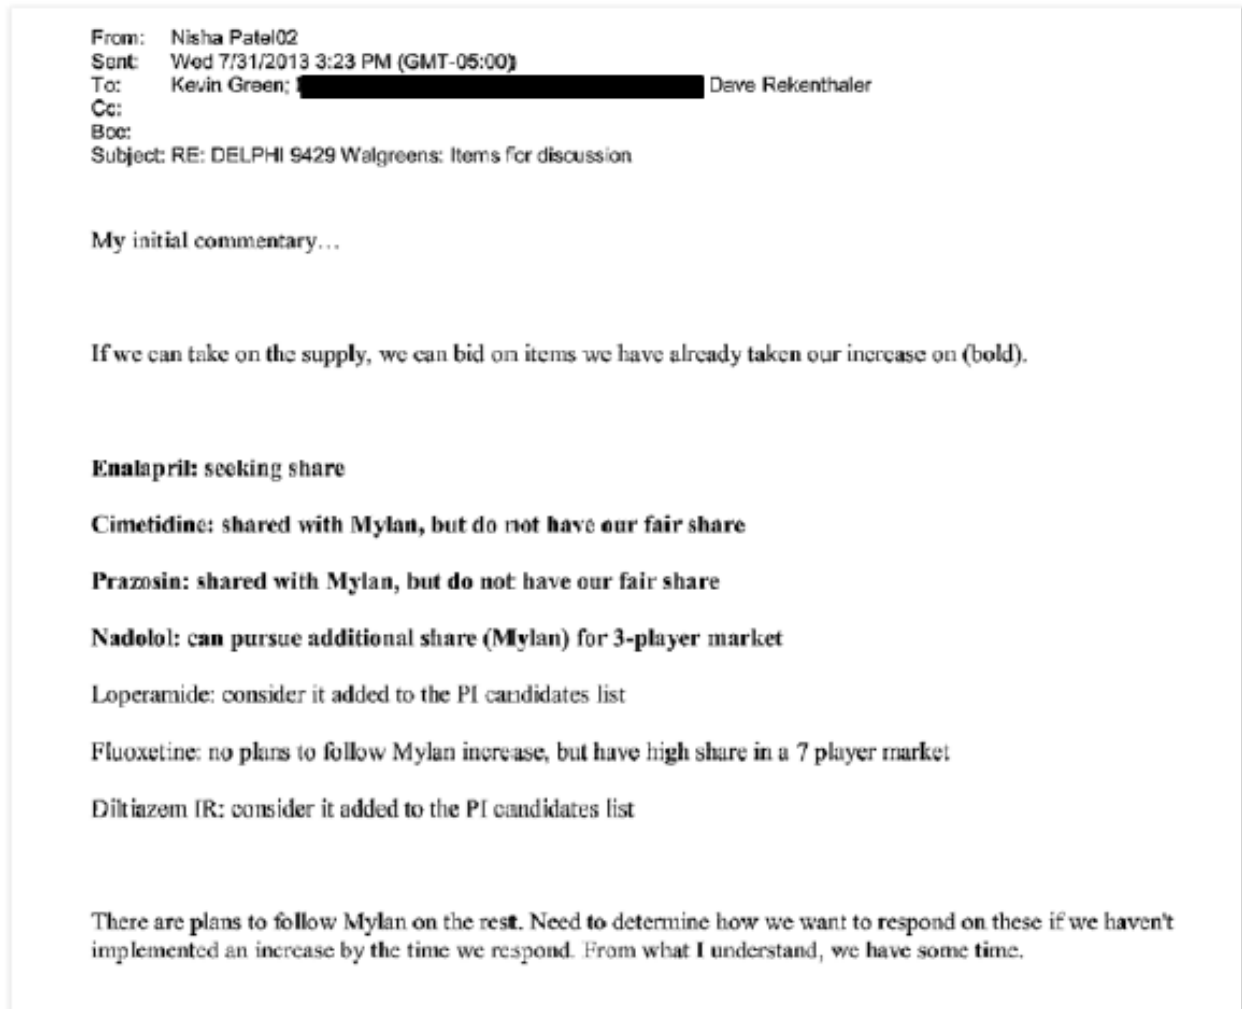 From: Nisha Patel02
Sent: Wed 7/31/2013 3:23 PM (GMT-05:00)
To: Kevin Green; Dave Rekenthaler
Cc:
Bcc:
Subject: RE: DELPHI 9429 Walgreens: Items for discussion
My initial commentary…
If we can take on the supply, we can bid on items we have already taken our increase on (bold).
Enalapril: seeking share
Cimetidine: shared with Mylan, but do not have our fair share
Prazosin: shared with Mylan, but do not have our fair share
Nadolol: can pursue additional share (Mylan) for 3-player market
Loperamide: consider it added to the PI candidates list
Fluoxetine: no plans to follow Mylan increase, but have high share in a 7 player market
Diltiazem IR: consider it added to the PI candidates list
There are plans to follow Mylan on the rest. Need to determine how we want to respond on these if we haven't
implemented an increase by the time we respond. From what I understand, we have some time.